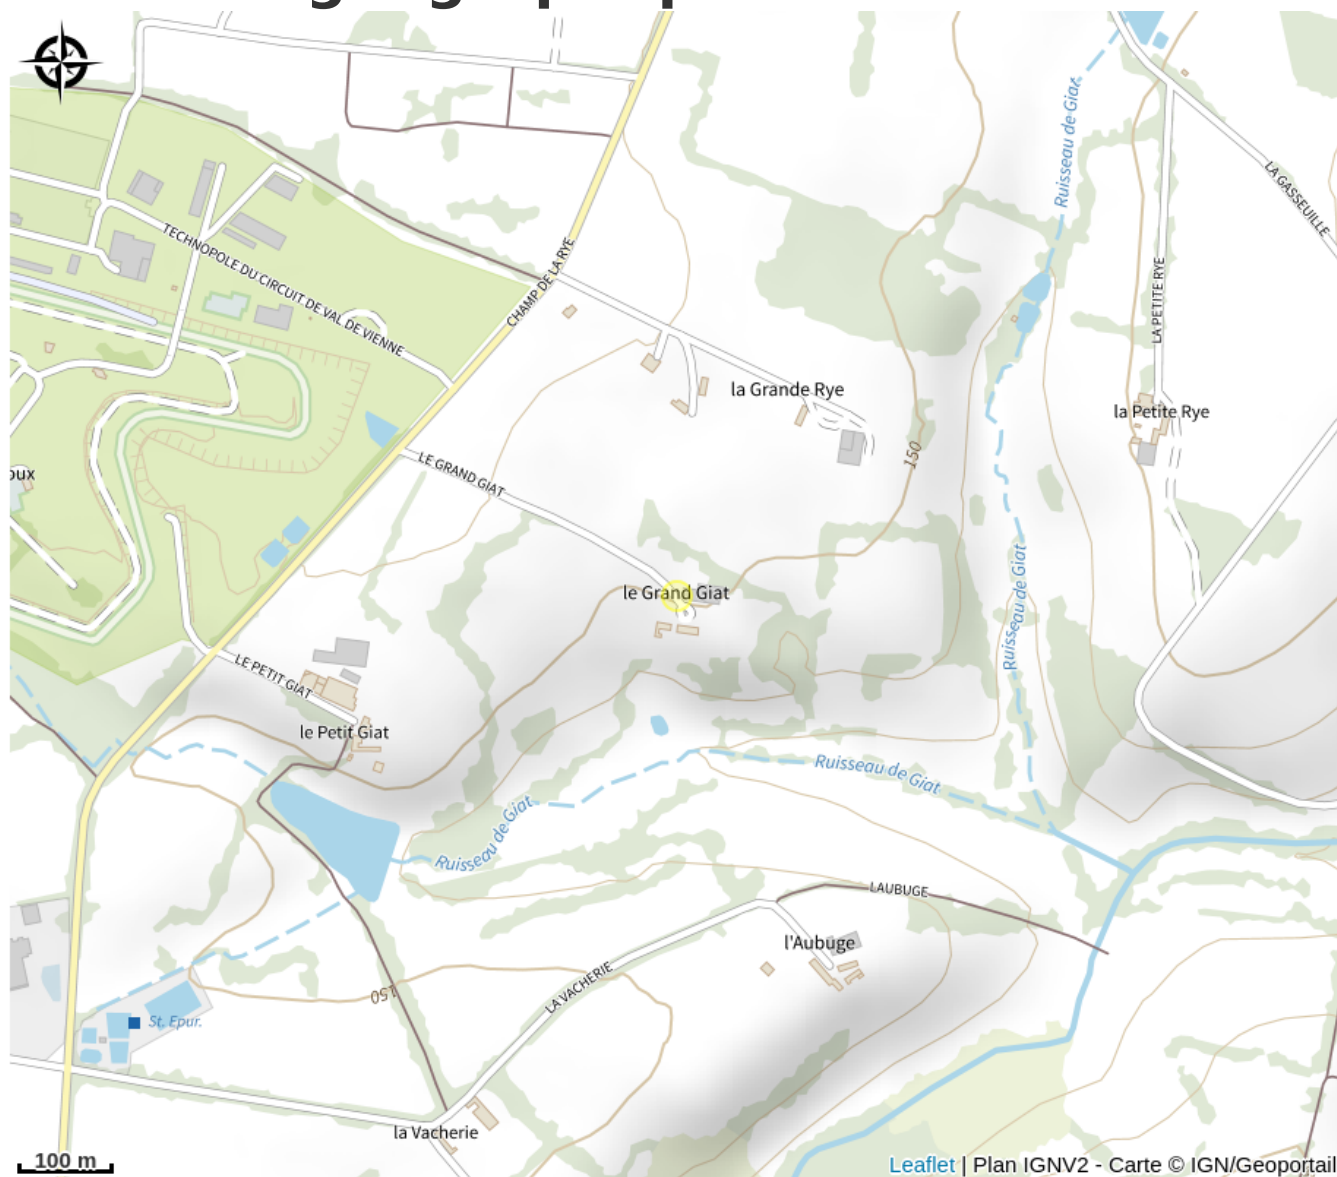 Ruisseau de Giat
LA GASSEUILLE
TECHNOPOLE DU CIRCUIT DE VAL DE VIENNE
CHAMP DE LA RYE
LA PETITE RYE
la Grande Rye
la Petite Rye
LE GRAND GIAT
150
oux
Ruisseau de Giat
le Grand Giat
LE PETIT GIAT
le Petit Giat
Ruisseau de Giat
Ruisseau de Giat
LAUBUGE
l'Aubuge
LA VACHERIE
150
St. Epur.
la Vacherie
100 m
Leaflet | Plan IGNV2 - Carte © IGN/Geoportail